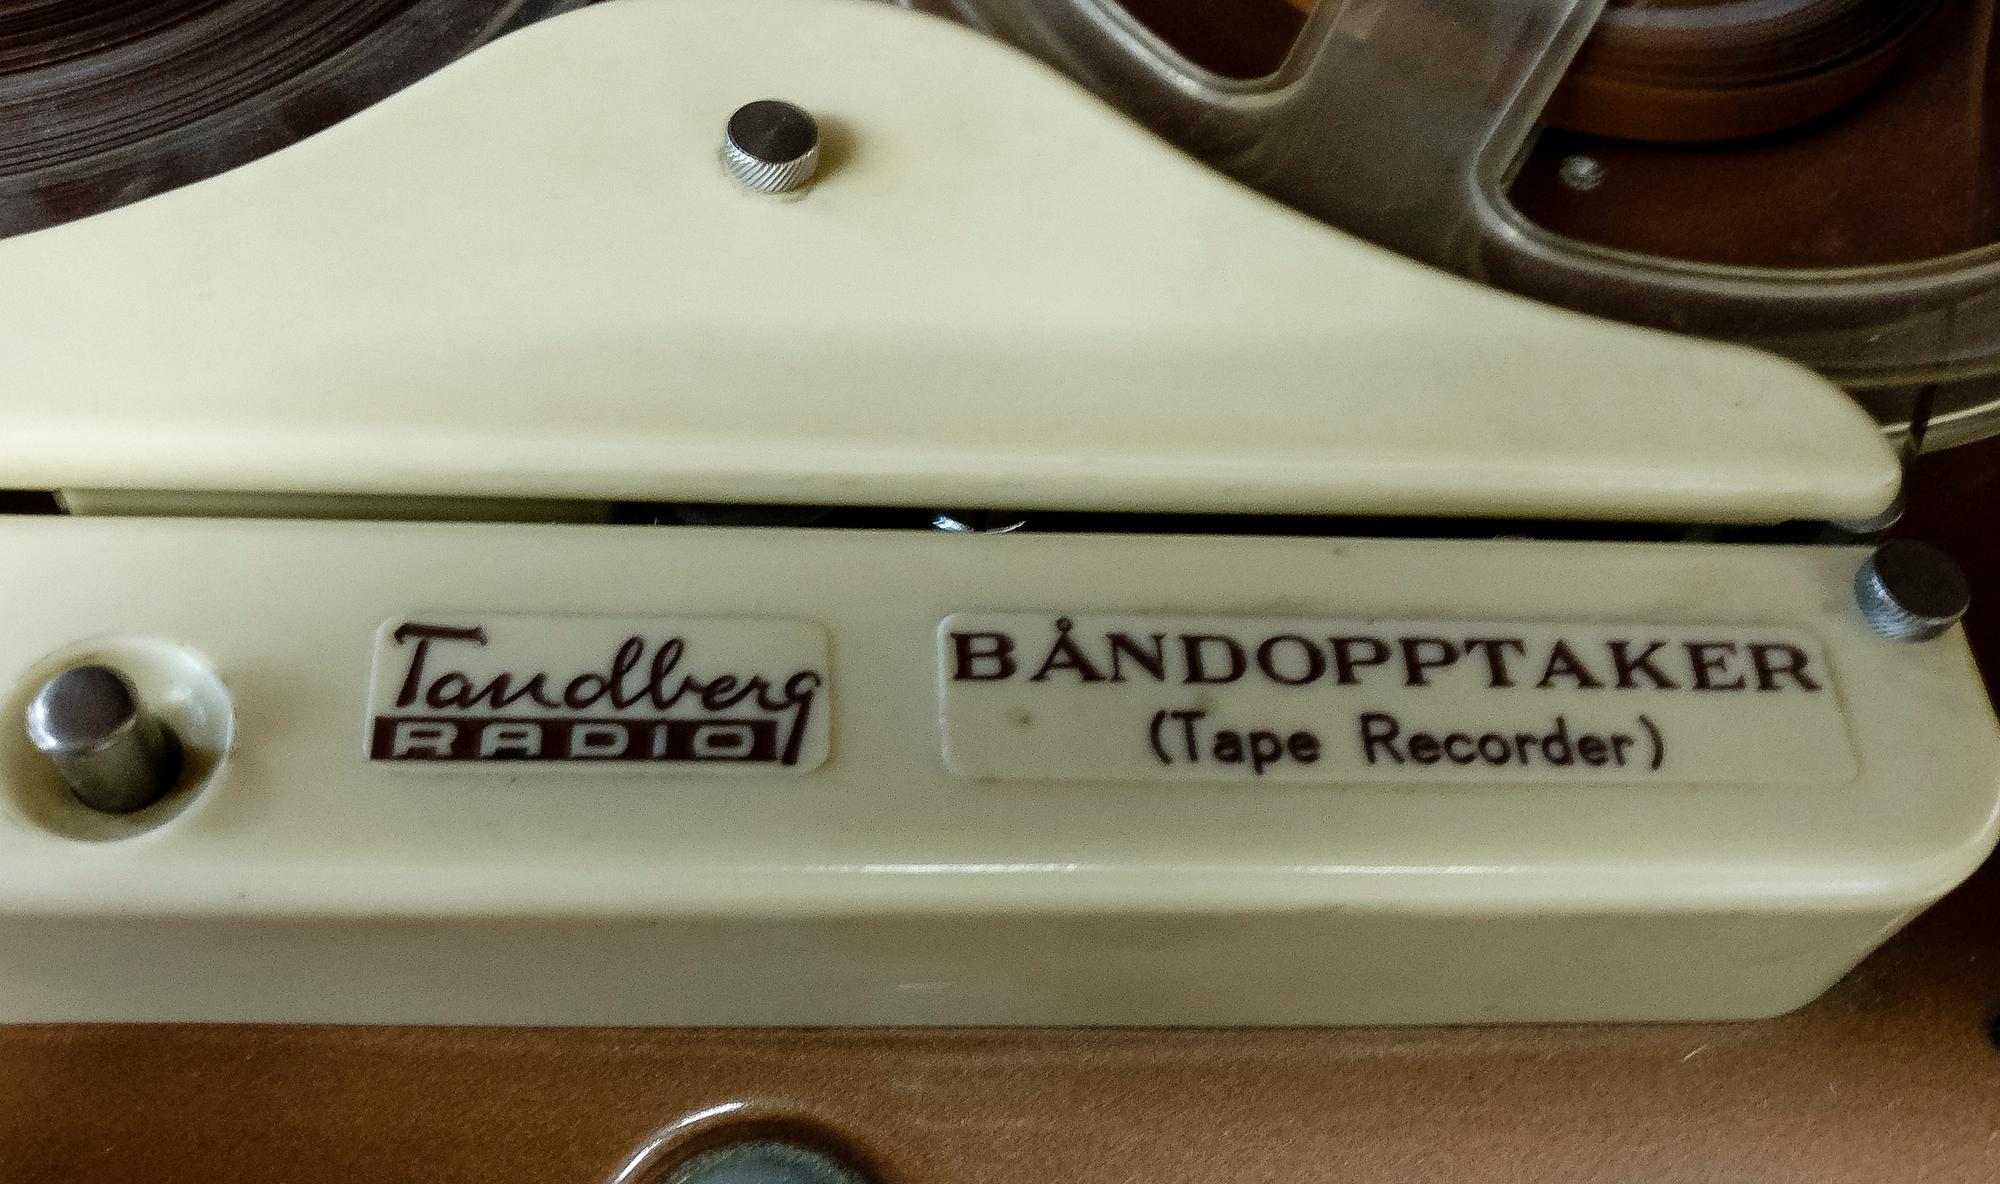 Tandberg
RADIO
BÅNDOPPTAKER
(Tape Recorder)